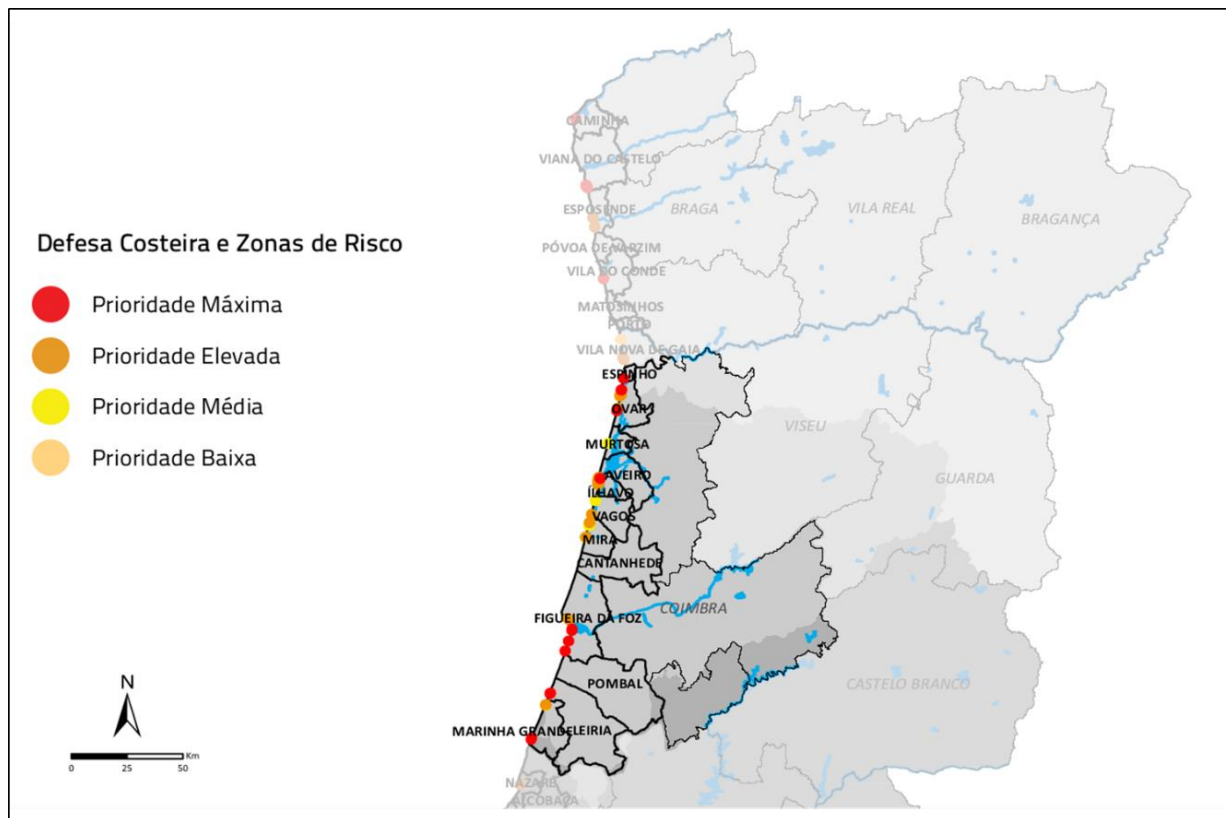 CAMINHA
VIANA DO CASTELO
ESPOSENDE
BRAGA
VILA REAL
BRAGANÇA
PÓVOA DE VARZIM
VILA DO CONDE
MATOSINHOS
PORTO
VILA NOVA DE GAIA
Defesa Costeira e Zonas de Risco
Prioridade Máxima
Prioridade Elevada
Prioridade Média
Prioridade Baixa
ESPINHO
OVAR
VISEU
MURTOSA
AVEIRO
GUARDA
ÍLHAVO
VAGOS
MIRA
CANTANHEDE
COIMBRA
FIGUEIRA DA FOZ
POMBAL
CASTELO BRANCO
MARINHA GRANDE
LEIRIA
NAZARÉ
ALCOBAÇA
N
Km
0 25 50